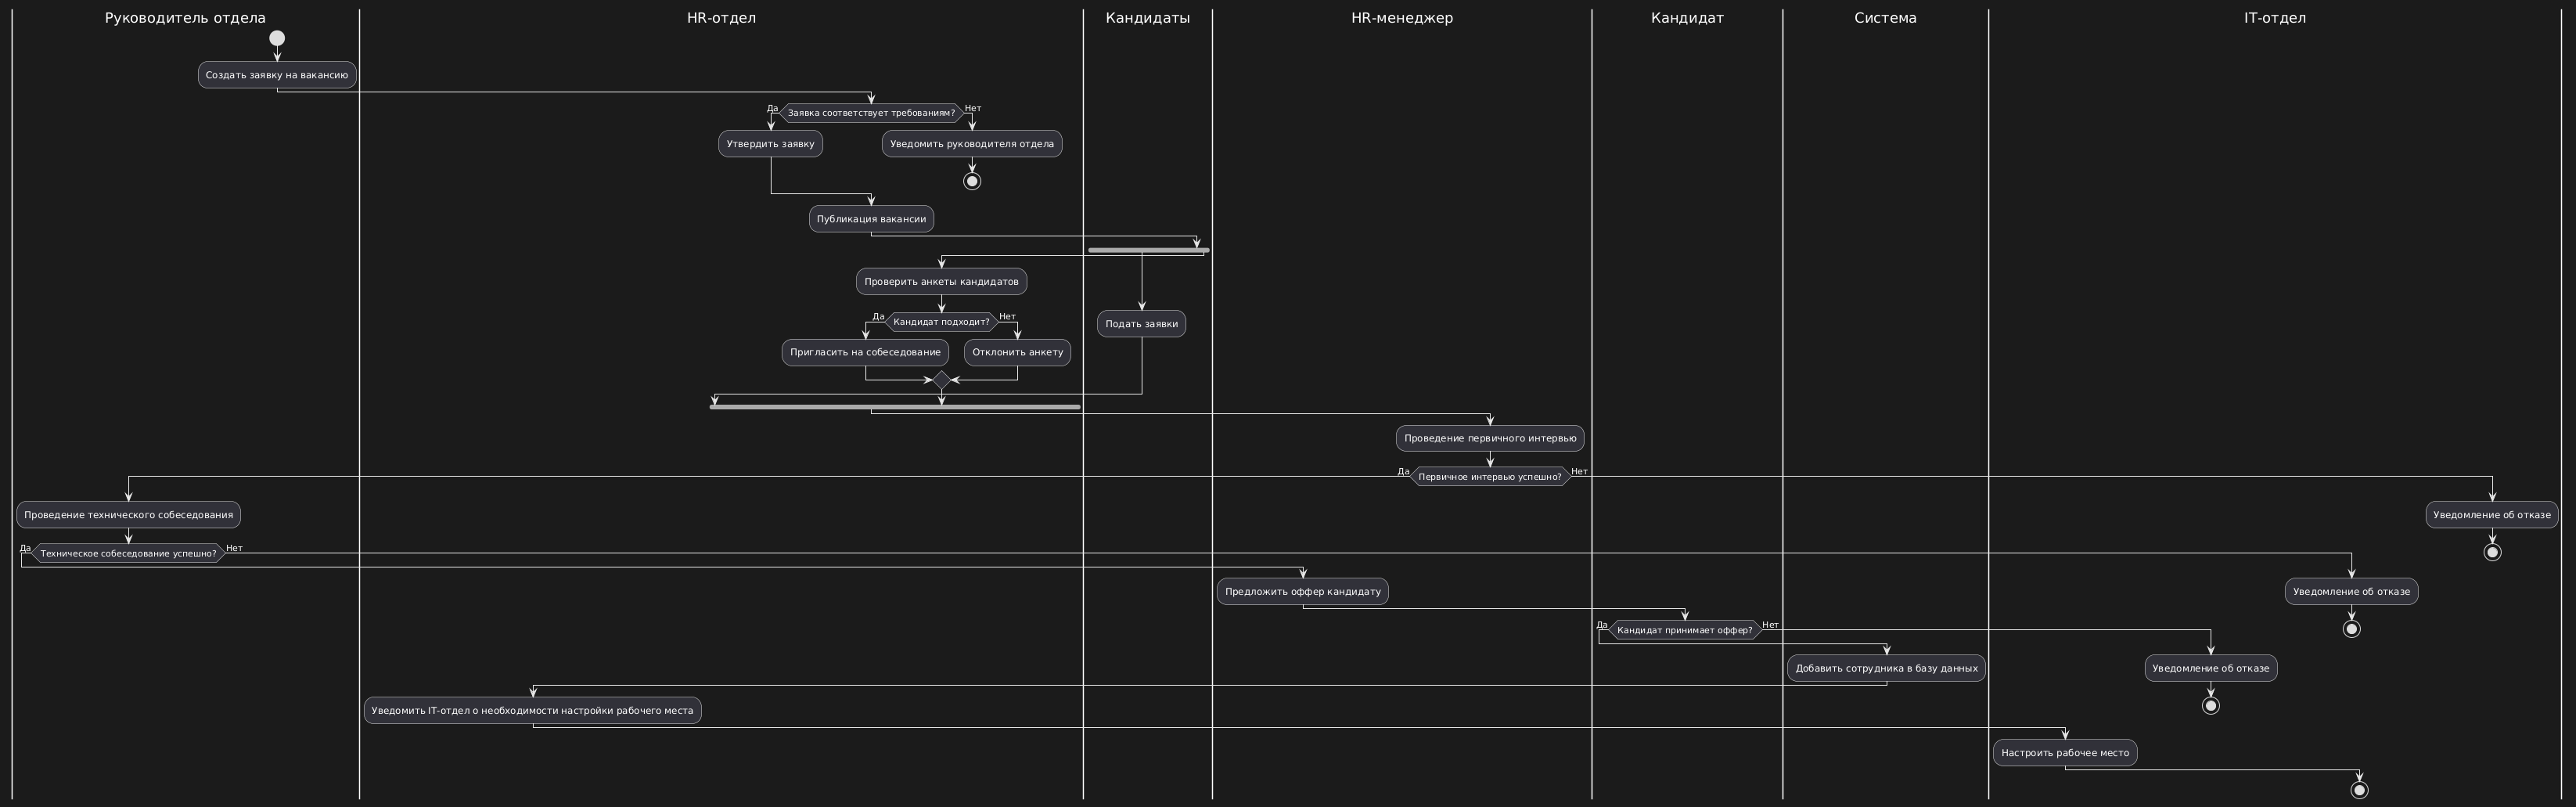 Руководитель отдела
HR-отдел
Кандидаты
HR-менеджер
Кандидат
Система
IT-отдел
Создать заявку на вакансию
Да
Заявка соответствует требованиям?
Нет
Утвердить заявку
Уведомить руководителя отдела
Публикация вакансии
Проверить анкеты кандидатов
Да
Кандидат подходит?
Нет
Подать заявки
Пригласить на собеседование
Отклонить анкету
Проведение первичного интервью
Да
Первичное интервью успешно?
Нет
Проведение технического собеседования
Уведомление об отказе
Да
Техническое собеседование успешно?
Нет
Предложить оффер кандидату
Уведомление об отказе
Да
Кандидат принимает оффер?
Нет
Добавить сотрудника в базу данных
Уведомление об отказе
Уведомить IT-отдел о необходимости настройки рабочего места
Настроить рабочее место